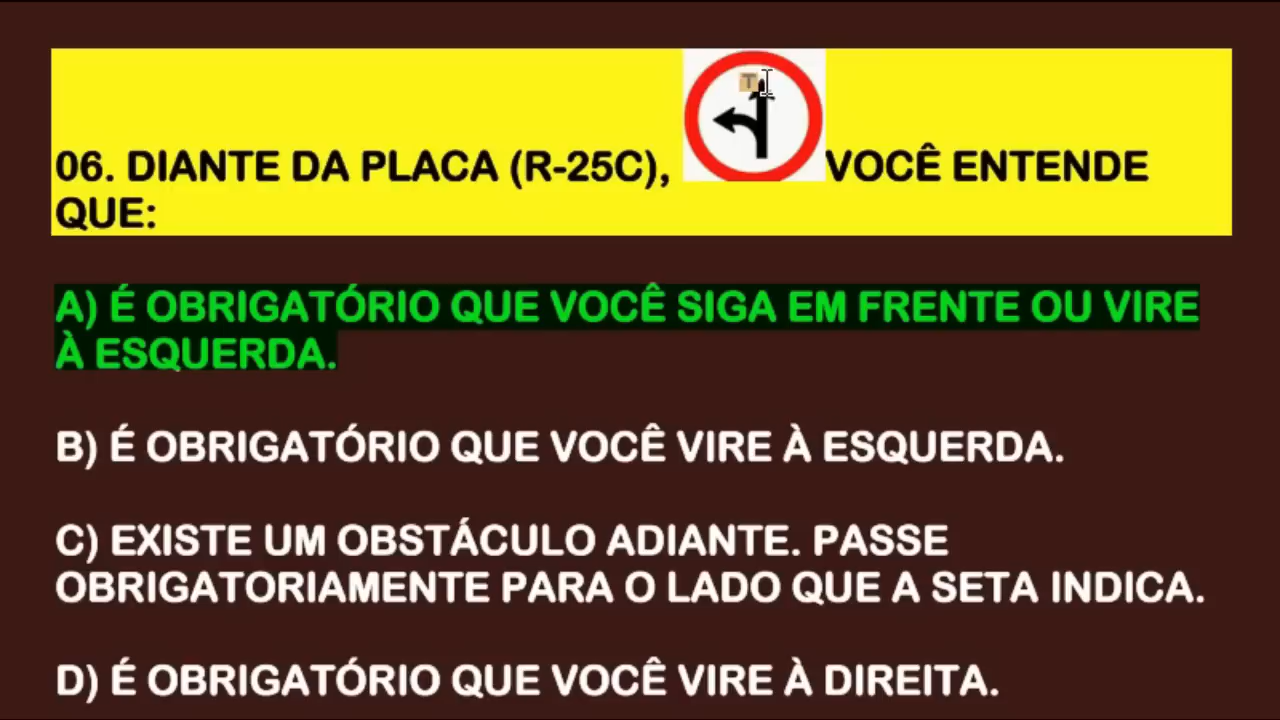 06. DIANTE DA PLACA (R-25C), VOCÊ ENTENDE
QUE:
A) É OBRIGATÓRIO QUE VOCÊ SIGA EM FRENTE OU VIRE
À ESQUERDA.
B) É OBRIGATÓRIO QUE VOCÊ VIRE À ESQUERDA.
C) EXISTE UM OBSTÁCULO ADIANTE. PASSE
OBRIGATORIAMENTE PARA O LADO QUE A SETA INDICA.
D) É OBRIGATÓRIO QUE VOCÊ VIRE À DIREITA.